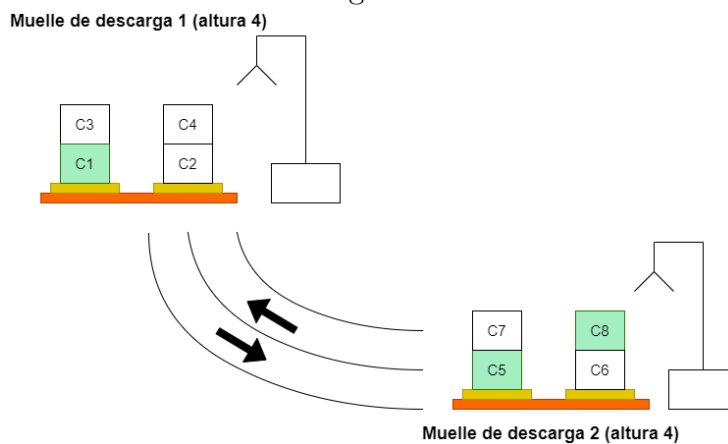 Muelle de descarga 1 (altura 4)
C3
C4
C1
C2
C7
C8
C5
C6
Muelle de descarga 2 (altura 4)